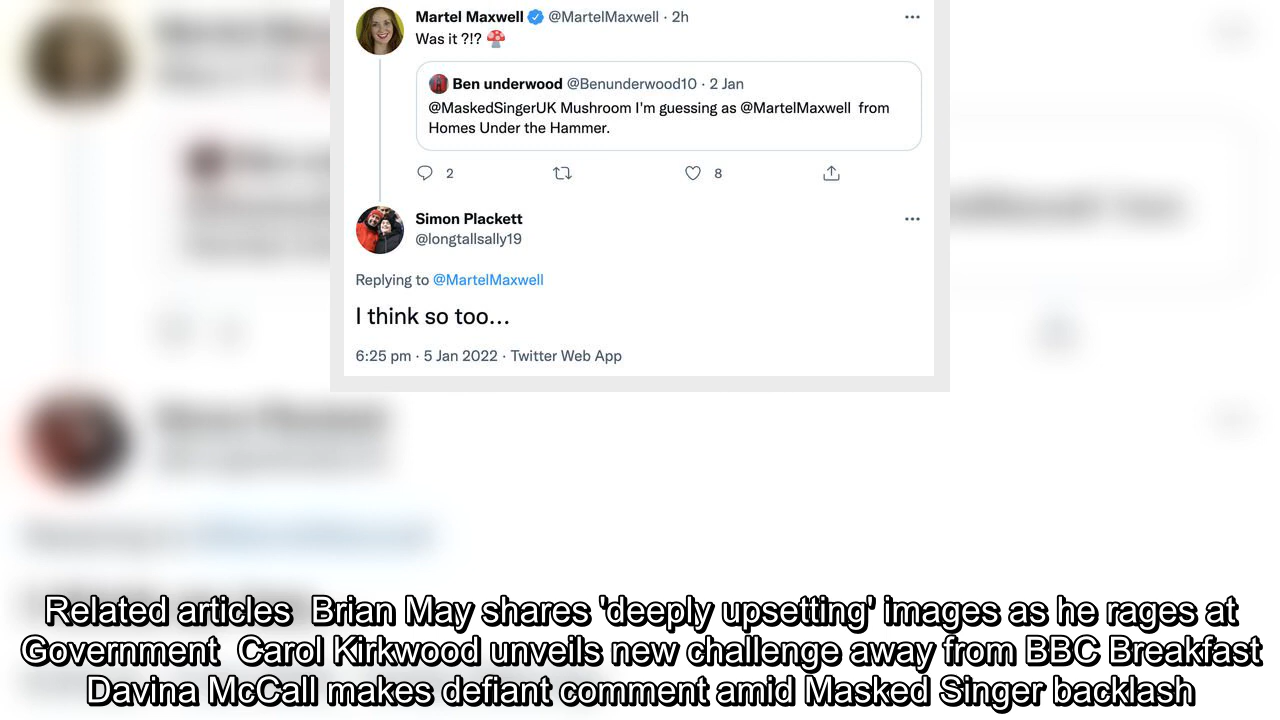 Martel Maxwell @MartelMaxwell · 2h
Was it ?!? 🍄
Ben underwood @Benunderwood10 · 2 Jan
@MaskedSingerUK Mushroom I'm guessing as @MartelMaxwell from
Homes Under the Hammer.
2 8
Simon Plackett
@longtallsally19
Replying to @MartelMaxwell
I think so too...
6:25 pm · 5 Jan 2022 · Twitter Web App
Related articles Brian May shares 'deeply upsetting' images as he rages at
Government Carol Kirkwood unveils new challenge away from BBC Breakfast
Davina McCall makes defiant comment amid Masked Singer backlash